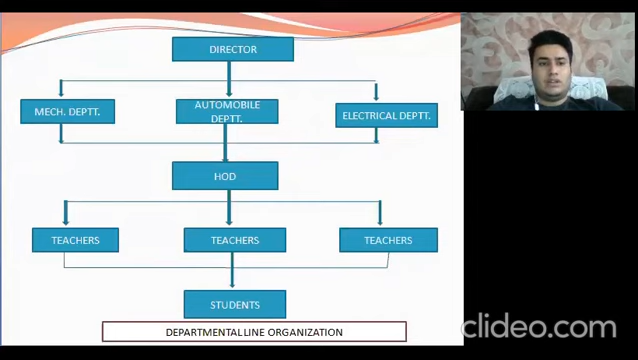 DIRECTOR
MECH. DEPTT.
AUTOMOBILE
DEPTT.
ELECTRICAL DEPTT.
HOD
TEACHERS
TEACHERS
TEACHERS
STUDENTS
DEPARTMENTAL LINE ORGANIZATION
clideo.com